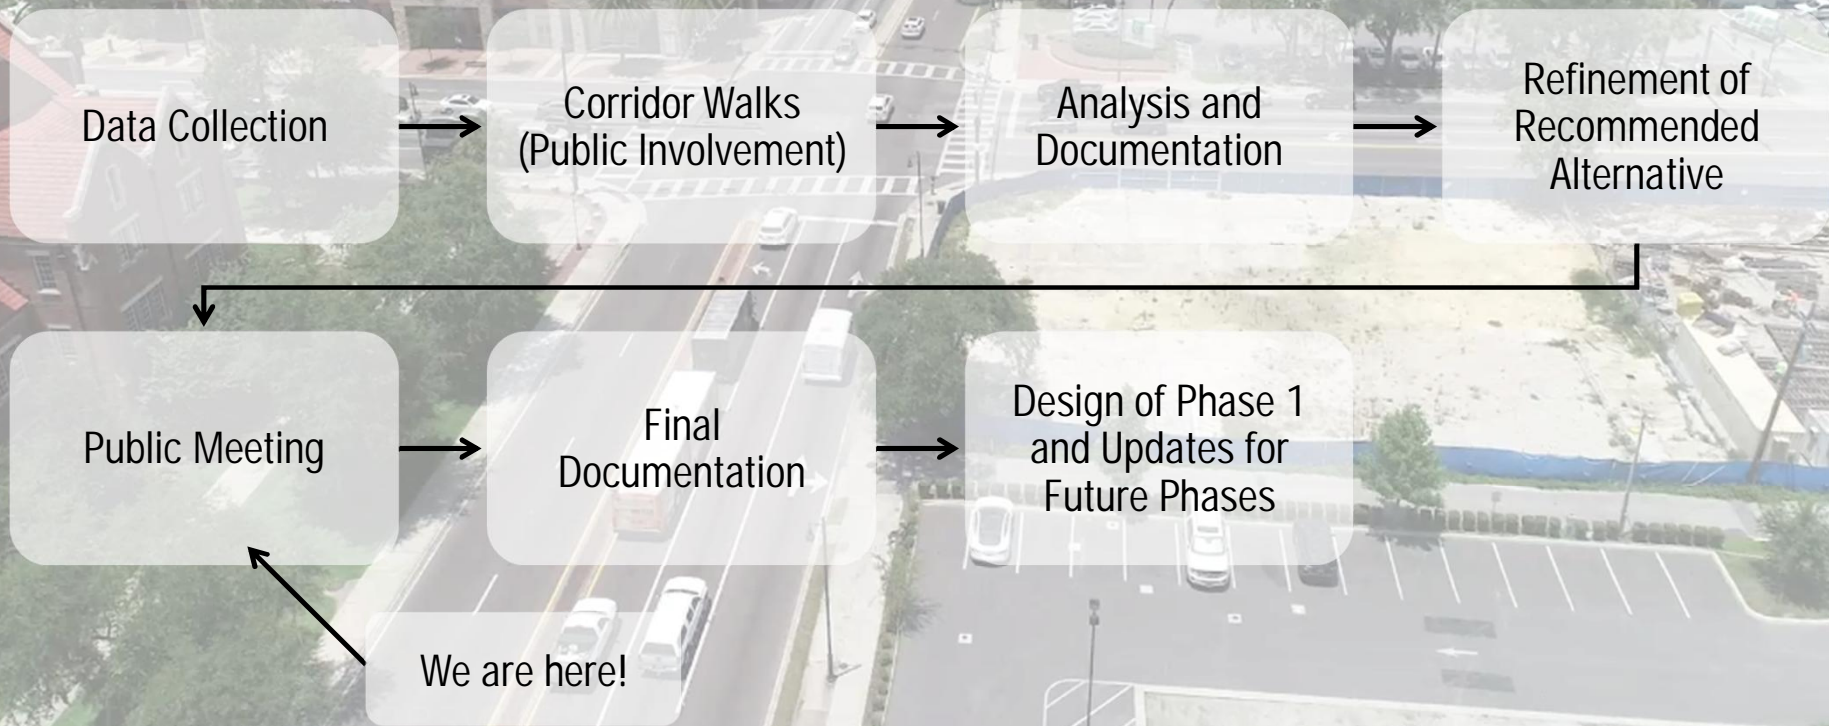 Data Collection
Corridor Walks
(Public Involvement)
Analysis and
Documentation
Refinement of
Recommended
Alternative
Public Meeting
Final
Documentation
Design of Phase 1
and Updates for
Future Phases
We are here!